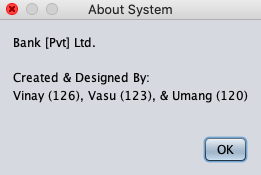 About System
Bank [Pvt] Ltd.
Created & Designed By:
Vinay (126), Vasu (123), & Umang (120)
OK